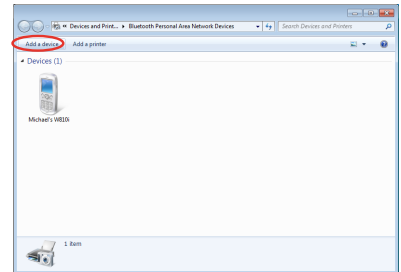 « Devices and Print... ▸ Bluetooth Personal Area Network Devices
Search Devices and Printers
Add a device
Add a printer
Devices (1)
Michael's W810i
1 item